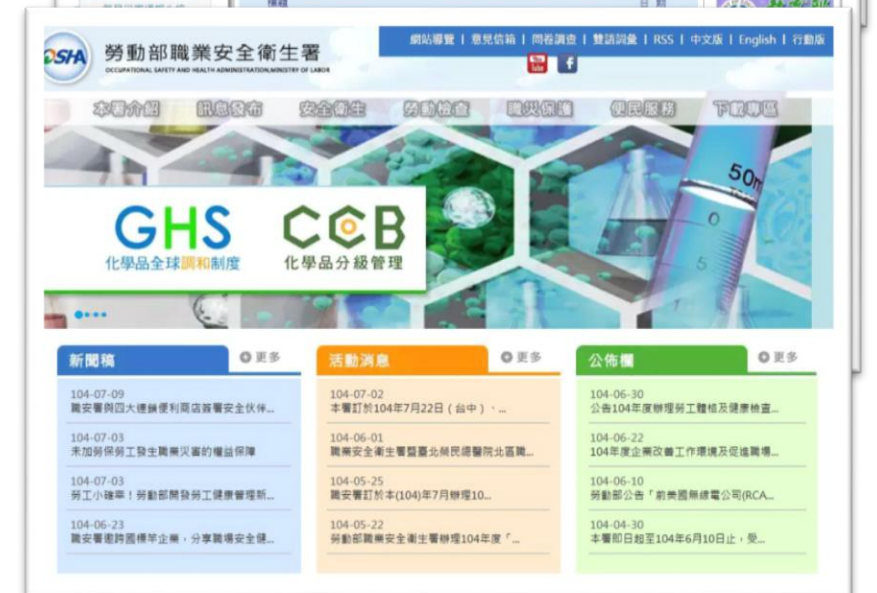 標題
日 期
網站導覽 | 意見信箱 | 問卷調查 | 雙語詞彙 | RSS | 中文版 | English | 行動版
OSHA
勞動部職業安全衛生署
OCCUPATIONAL SAFETY AND HEALTH ADMINISTRATION,MINISTRY OF LABOR
You Tube
f
本署介紹 訊息發布 安全衛生 勞動檢查 職災保護 便民服務 下載專區
50m
0
5
GHS
化學品全球調和制度
CCB
化學品分級管理
新聞稿
更多
104-07-09
職安署與四大連鎖便利商店簽署安全伙伴...
104-07-03
未加勞保勞工發生職業災害的權益保障
104-07-03
勞工小確幸！勞動部開發勞工健康管理新...
104-06-23
職安署邀跨國標竿企業，分享職場安全健...
活動消息
更多
104-07-02
本署訂於104年7月22日（台中）、...
104-06-01
職業安全衛生署暨臺北榮民總醫院北區職...
104-05-25
職安署訂於本(104)年7月辦理10...
104-05-22
勞動部職業安全衛生署辦理104年度「...
公佈欄
更多
104-06-30
公告104年度辦理勞工體格及健康檢查...
104-06-22
104年度企業改善工作環境及促進職場...
104-06-10
勞動部公告「前美國無線電公司(RCA...
104-04-30
本署即日起至104年6月10日止，受...